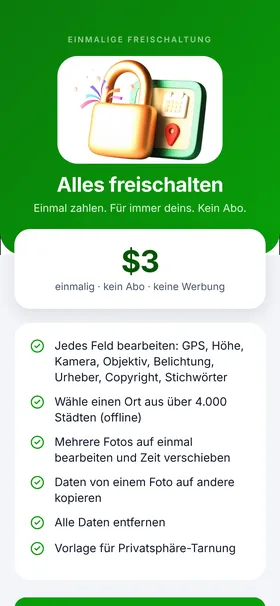 EINMALIGE FREISCHALTUNG
Alles freischalten
Einmal zahlen. Für immer deins. Kein Abo.
$3
einmalig · kein Abo · keine Werbung
Jedes Feld bearbeiten: GPS, Höhe,
Kamera, Objektiv, Belichtung,
Urheber, Copyright, Stichwörter
Wähle einen Ort aus über 4.000
Städten (offline)
Mehrere Fotos auf einmal
bearbeiten und Zeit verschieben
Daten von einem Foto auf andere
kopieren
Alle Daten entfernen
Vorlage für Privatsphäre-Tarnung